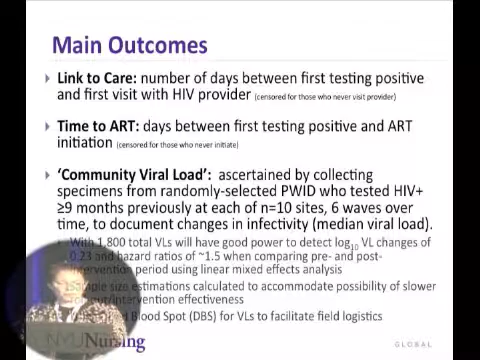 Main Outcomes
Link to Care: number of days between first testing positive
and first visit with HIV provider (censored for those who never visit provider)
Time to ART: days between first testing positive and ART
initiation (censored for those who never initiate)
‘Community Viral Load’: ascertained by collecting
specimens from randomly-selected PWID who tested HIV+
≥9 months previously at each of n=10 sites, 6 waves over
time, to document changes in infectivity (median viral load).
With 1,800 total VLs will have good power to detect log10 VL changes of
0.23 and hazard ratios of ~1.5 when comparing pre- and post-
intervention period using linear mixed effects analysis
Sample size estimations calculated to accommodate possibility of slower
intervention effectiveness
Blood Spot (DBS) for VLs to facilitate field logistics
NYU Nursing
GLOBAL